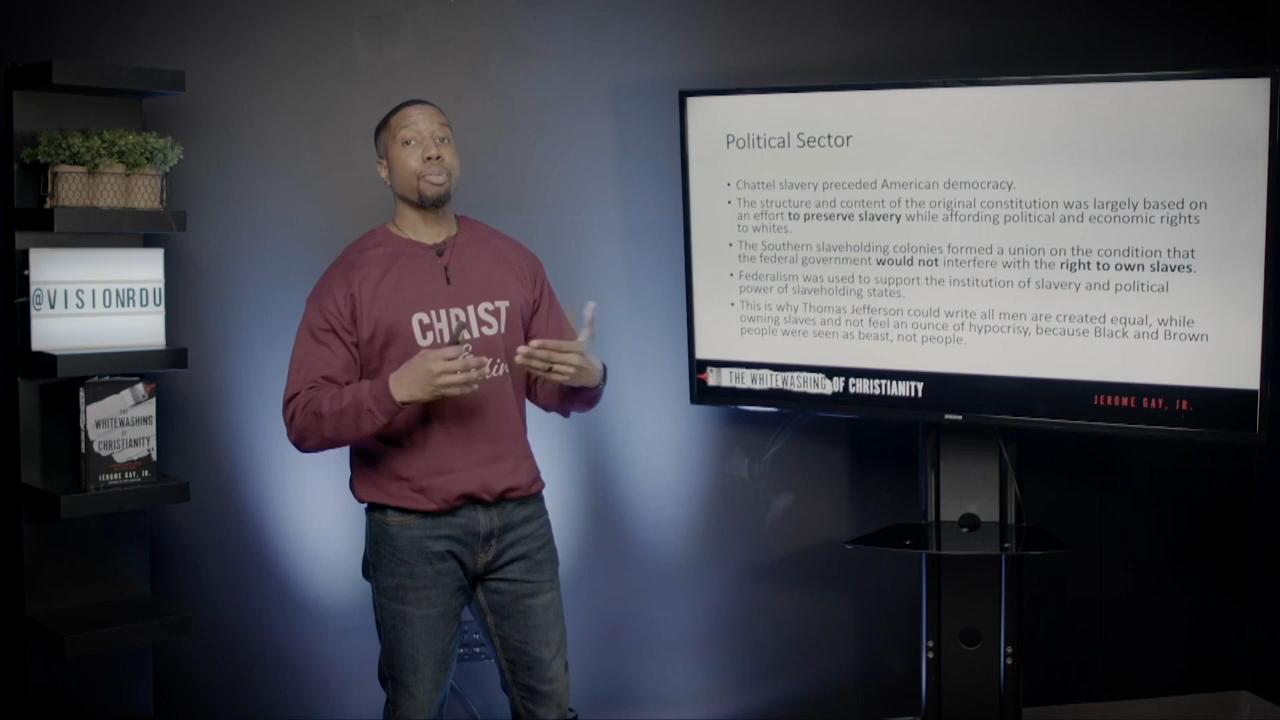 @VISIONRDU
THE
WHITEWASHING
OF
CHRISTIANITY
JEROME GAY, JR.
CHRIST
&
Political Sector
• Chattel slavery preceded American democracy.
• The structure and content of the original constitution was largely based on
an effort to preserve slavery while affording political and economic rights
to whites.
• The Southern slaveholding colonies formed a union on the condition that
the federal government would not interfere with the right to own slaves.
• Federalism was used to support the institution of slavery and political
power of slaveholding states.
• This is why Thomas Jefferson could write all men are created equal, while
owning slaves and not feel an ounce of hypocrisy, because Black and Brown
people were seen as beast, not people.
THE WHITEWASHING OF CHRISTIANITY
JEROME GAY, JR.